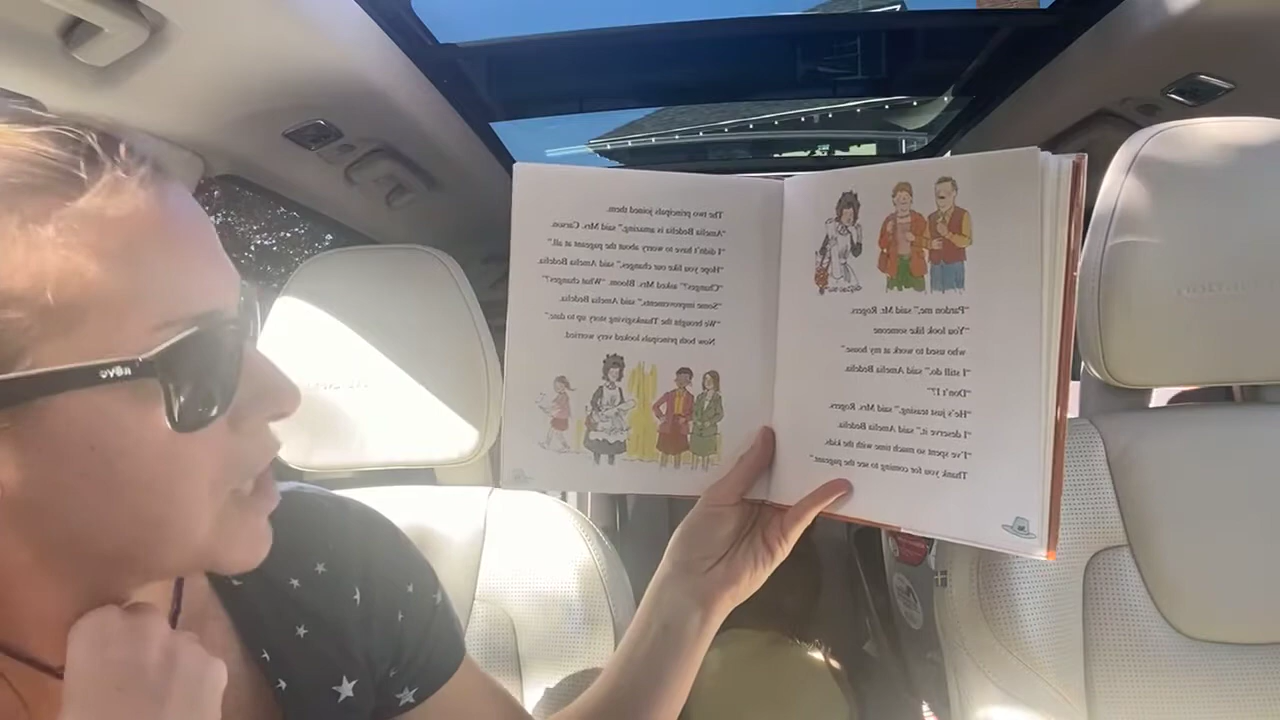 "Pardon me," said Mr. Rogers.
"You look like someone
who used to work at my house."
"I still do," said Amelia Bedelia.
"Don't I?"
"He's just teasing," said Mrs. Rogers.
"I deserve it," said Amelia Bedelia.
"I've spent so much time with the kids.
Thank you for coming to see the pageant."
The two principals joined them.
"Amelia Bedelia is amazing," said Mrs. Carson.
"I didn't have to worry about the pageant at all."
"Hope you like our changes," said Amelia Bedelia.
"Changes?" asked Mrs. Bloom. "What changes?"
"Some improvements," said Amelia Bedelia.
"We brought the Thanksgiving story up to date."
Now both principals looked very worried.